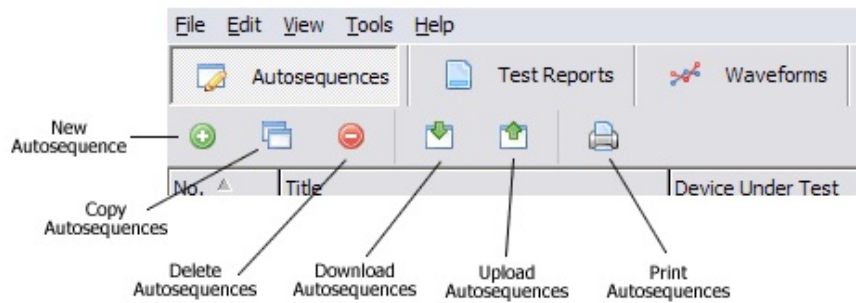 File Edit View Tools Help
Autosequences Test Reports Waveforms
New
Autosequence
No. Title Device Under Test
Copy
Autosequences
Delete
Autosequences
Download
Autosequences
Upload
Autosequences
Print
Autosequences